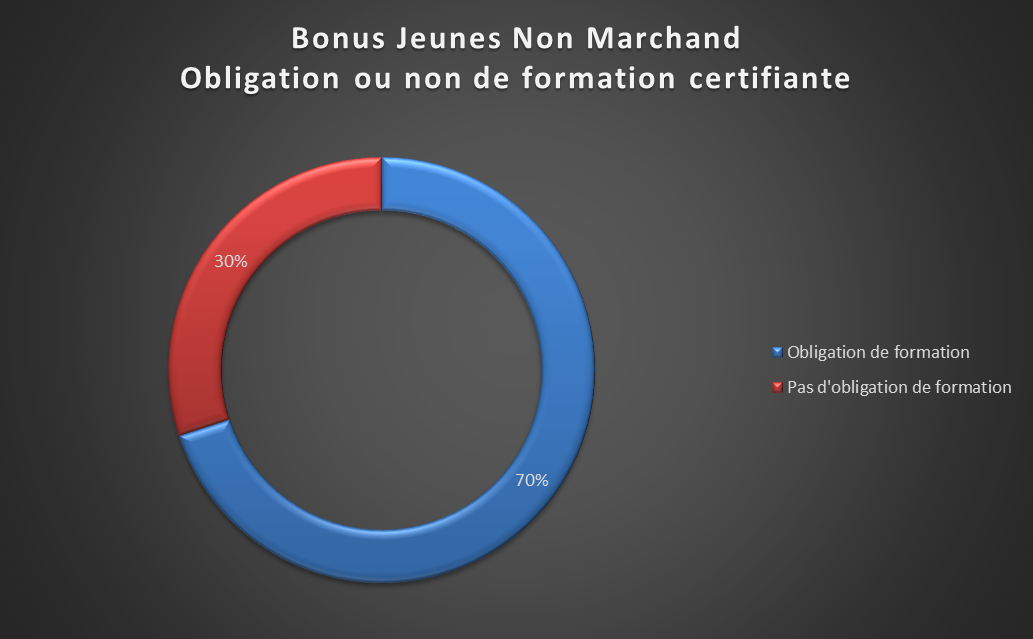 Bonus Jeunes Non Marchand
Obligation ou non de formation certifiante
30%
Obligation de formation
Pas d'obligation de formation
70%